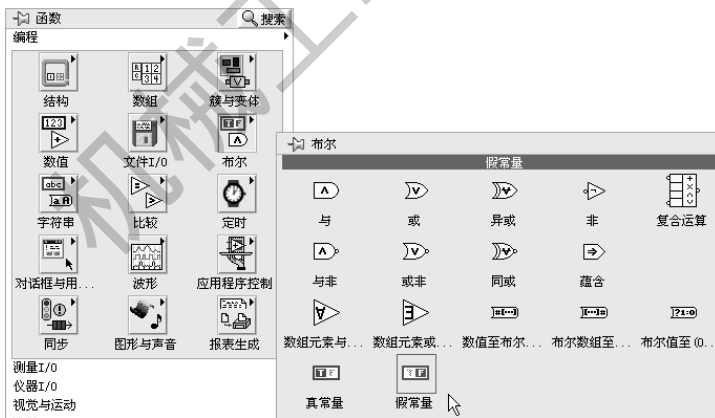 函数
搜索
编程
结构
数组
簇与变体
数值
文件I/O
布尔
字符串
比较
定时
对话框与用...
波形
应用程序控制
同步
图形与声音
报表生成
测量I/O
仪器I/O
视觉与运动
布尔
假常量
与
或
异或
非
复合运算
与非
或非
同或
蕴含
数组元素与...
数组元素或...
数值至布尔...
布尔数组至...
布尔值至(0...
真常量
假常量
机械工